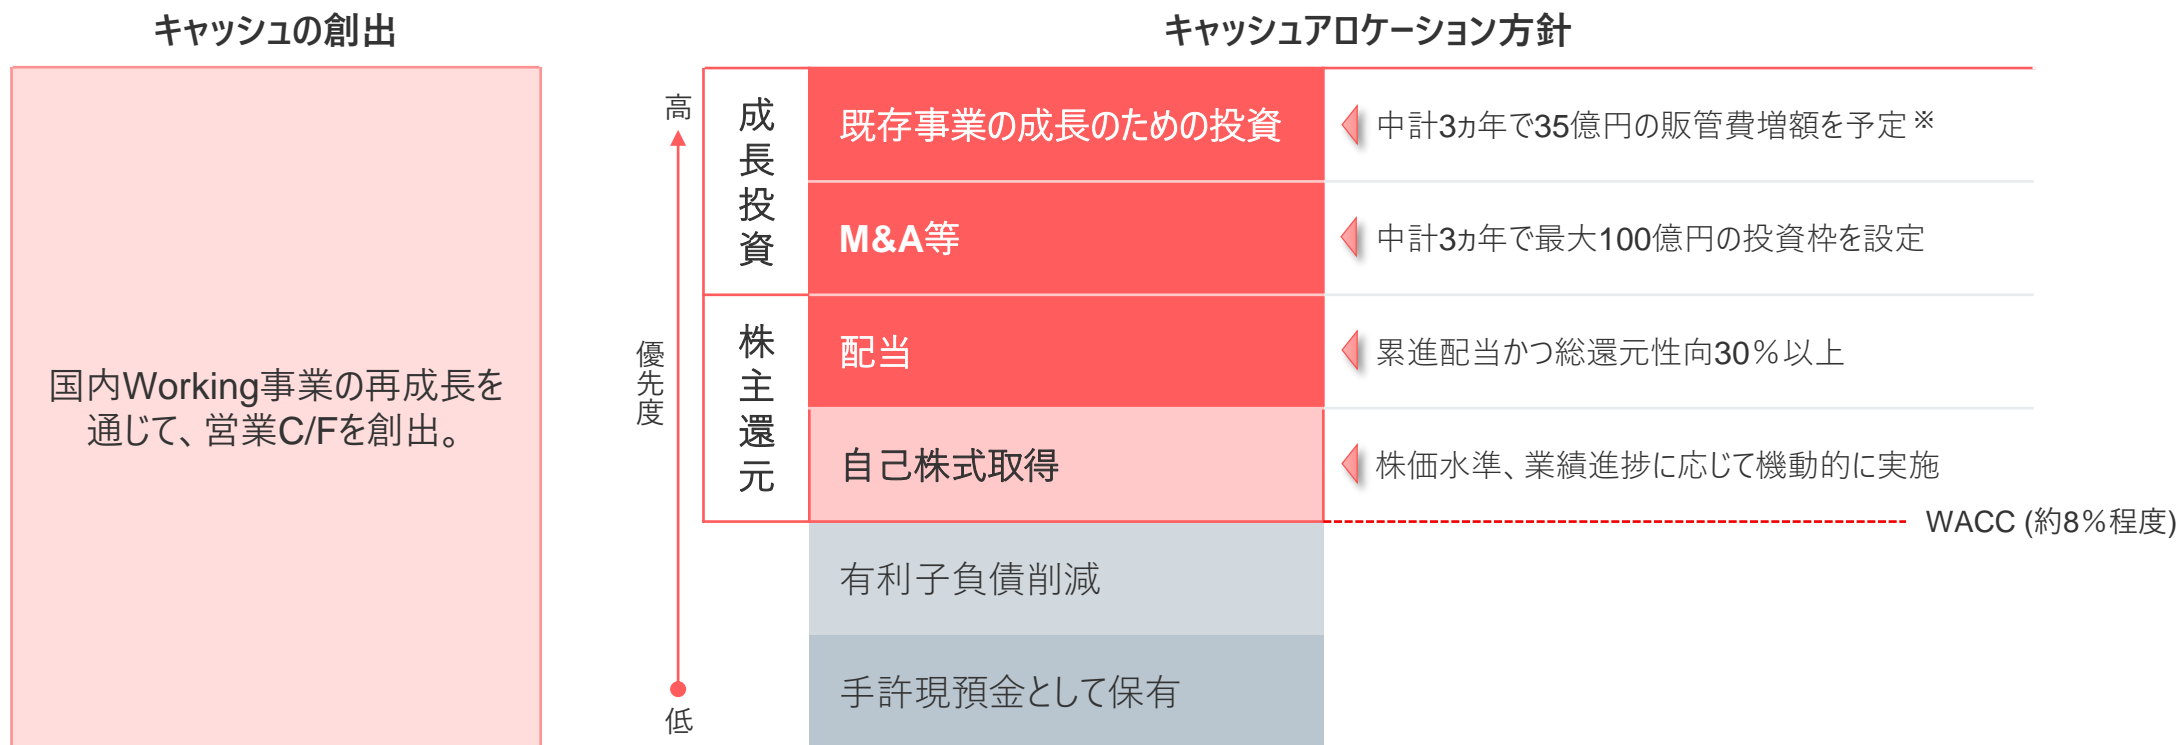 キャッシュの創出
国内Working事業の再成長を
通じて、営業C/Fを創出。
キャッシュアロケーション方針
高
優先度
低
成長投資
既存事業の成長のための投資
中計3ヵ年で35億円の販管費増額を予定※
M&A等
中計3ヵ年で最大100億円の投資枠を設定
株主還元
配当
累進配当かつ総還元性向30％以上
自己株式取得
株価水準、業績進捗に応じて機動的に実施
WACC (約8％程度)
有利子負債削減
手許現預金として保有